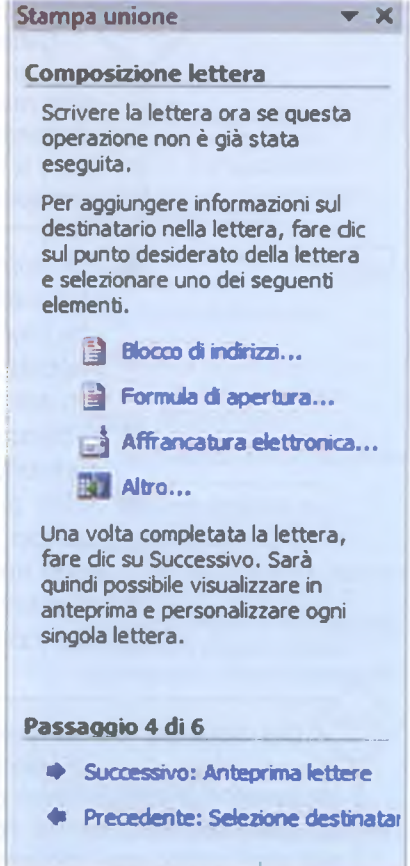 Stampa unione
Composizione lettera
Scrivere la lettera ora se questa
operazione non è già stata
eseguita.
Per aggiungere informazioni sul
destinatario nella lettera, fare clic
sul punto desiderato della lettera
e selezionare uno dei seguenti
elementi.
Blocco di indirizzi...
Formula di apertura...
Affrancatura elettronica...
Altro...
Una volta completata la lettera,
fare clic su Successivo. Sarà
quindi possibile visualizzare in
anteprima e personalizzare ogni
singola lettera.
Passaggio 4 di 6
Successivo: Anteprima lettere
Precedente: Selezione destinatar